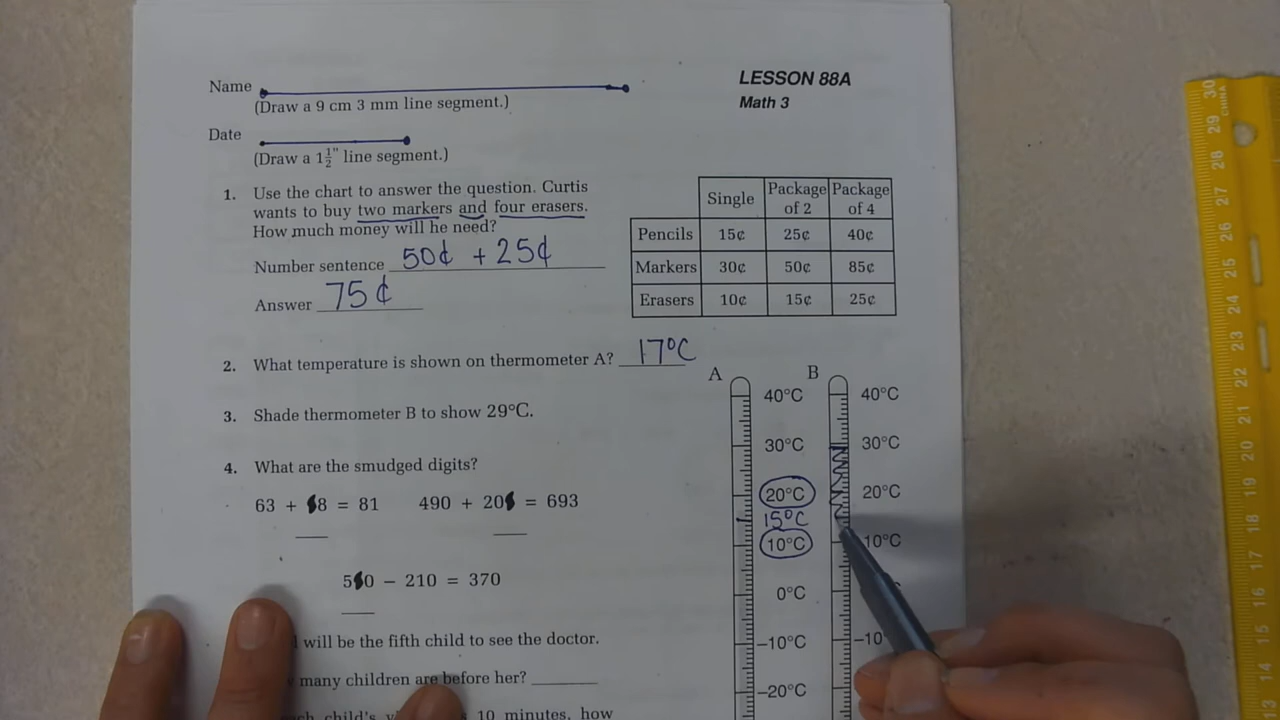 Name
(Draw a 9 cm 3 mm line segment.)
LESSON 88A
Math 3
Date
(Draw a 1 1/2" line segment.)
1. Use the chart to answer the question. Curtis
wants to buy two markers and four erasers.
How much money will he need?
Number sentence 50¢ + 25¢
Answer 75¢
Single Package of 2 Package of 4
Pencils 15¢ 25¢ 40¢
Markers 30¢ 50¢ 85¢
Erasers 10¢ 15¢ 25¢
2. What temperature is shown on thermometer A? 17°C
3. Shade thermometer B to show 29°C.
4. What are the smudged digits?
63 + 8 = 81 490 + 20 = 693
5 0 − 210 = 370
will be the fifth child to see the doctor.
many children are before her?
child's 10 minutes, how
A B
40°C 40°C
30°C 30°C
20°C 20°C
15°C
10°C 10°C
0°C
−10°C −10
−20°C
CHINA
30
29
28
27
26
25
24
23
22
21
20
19
18
17
16
15
14
13